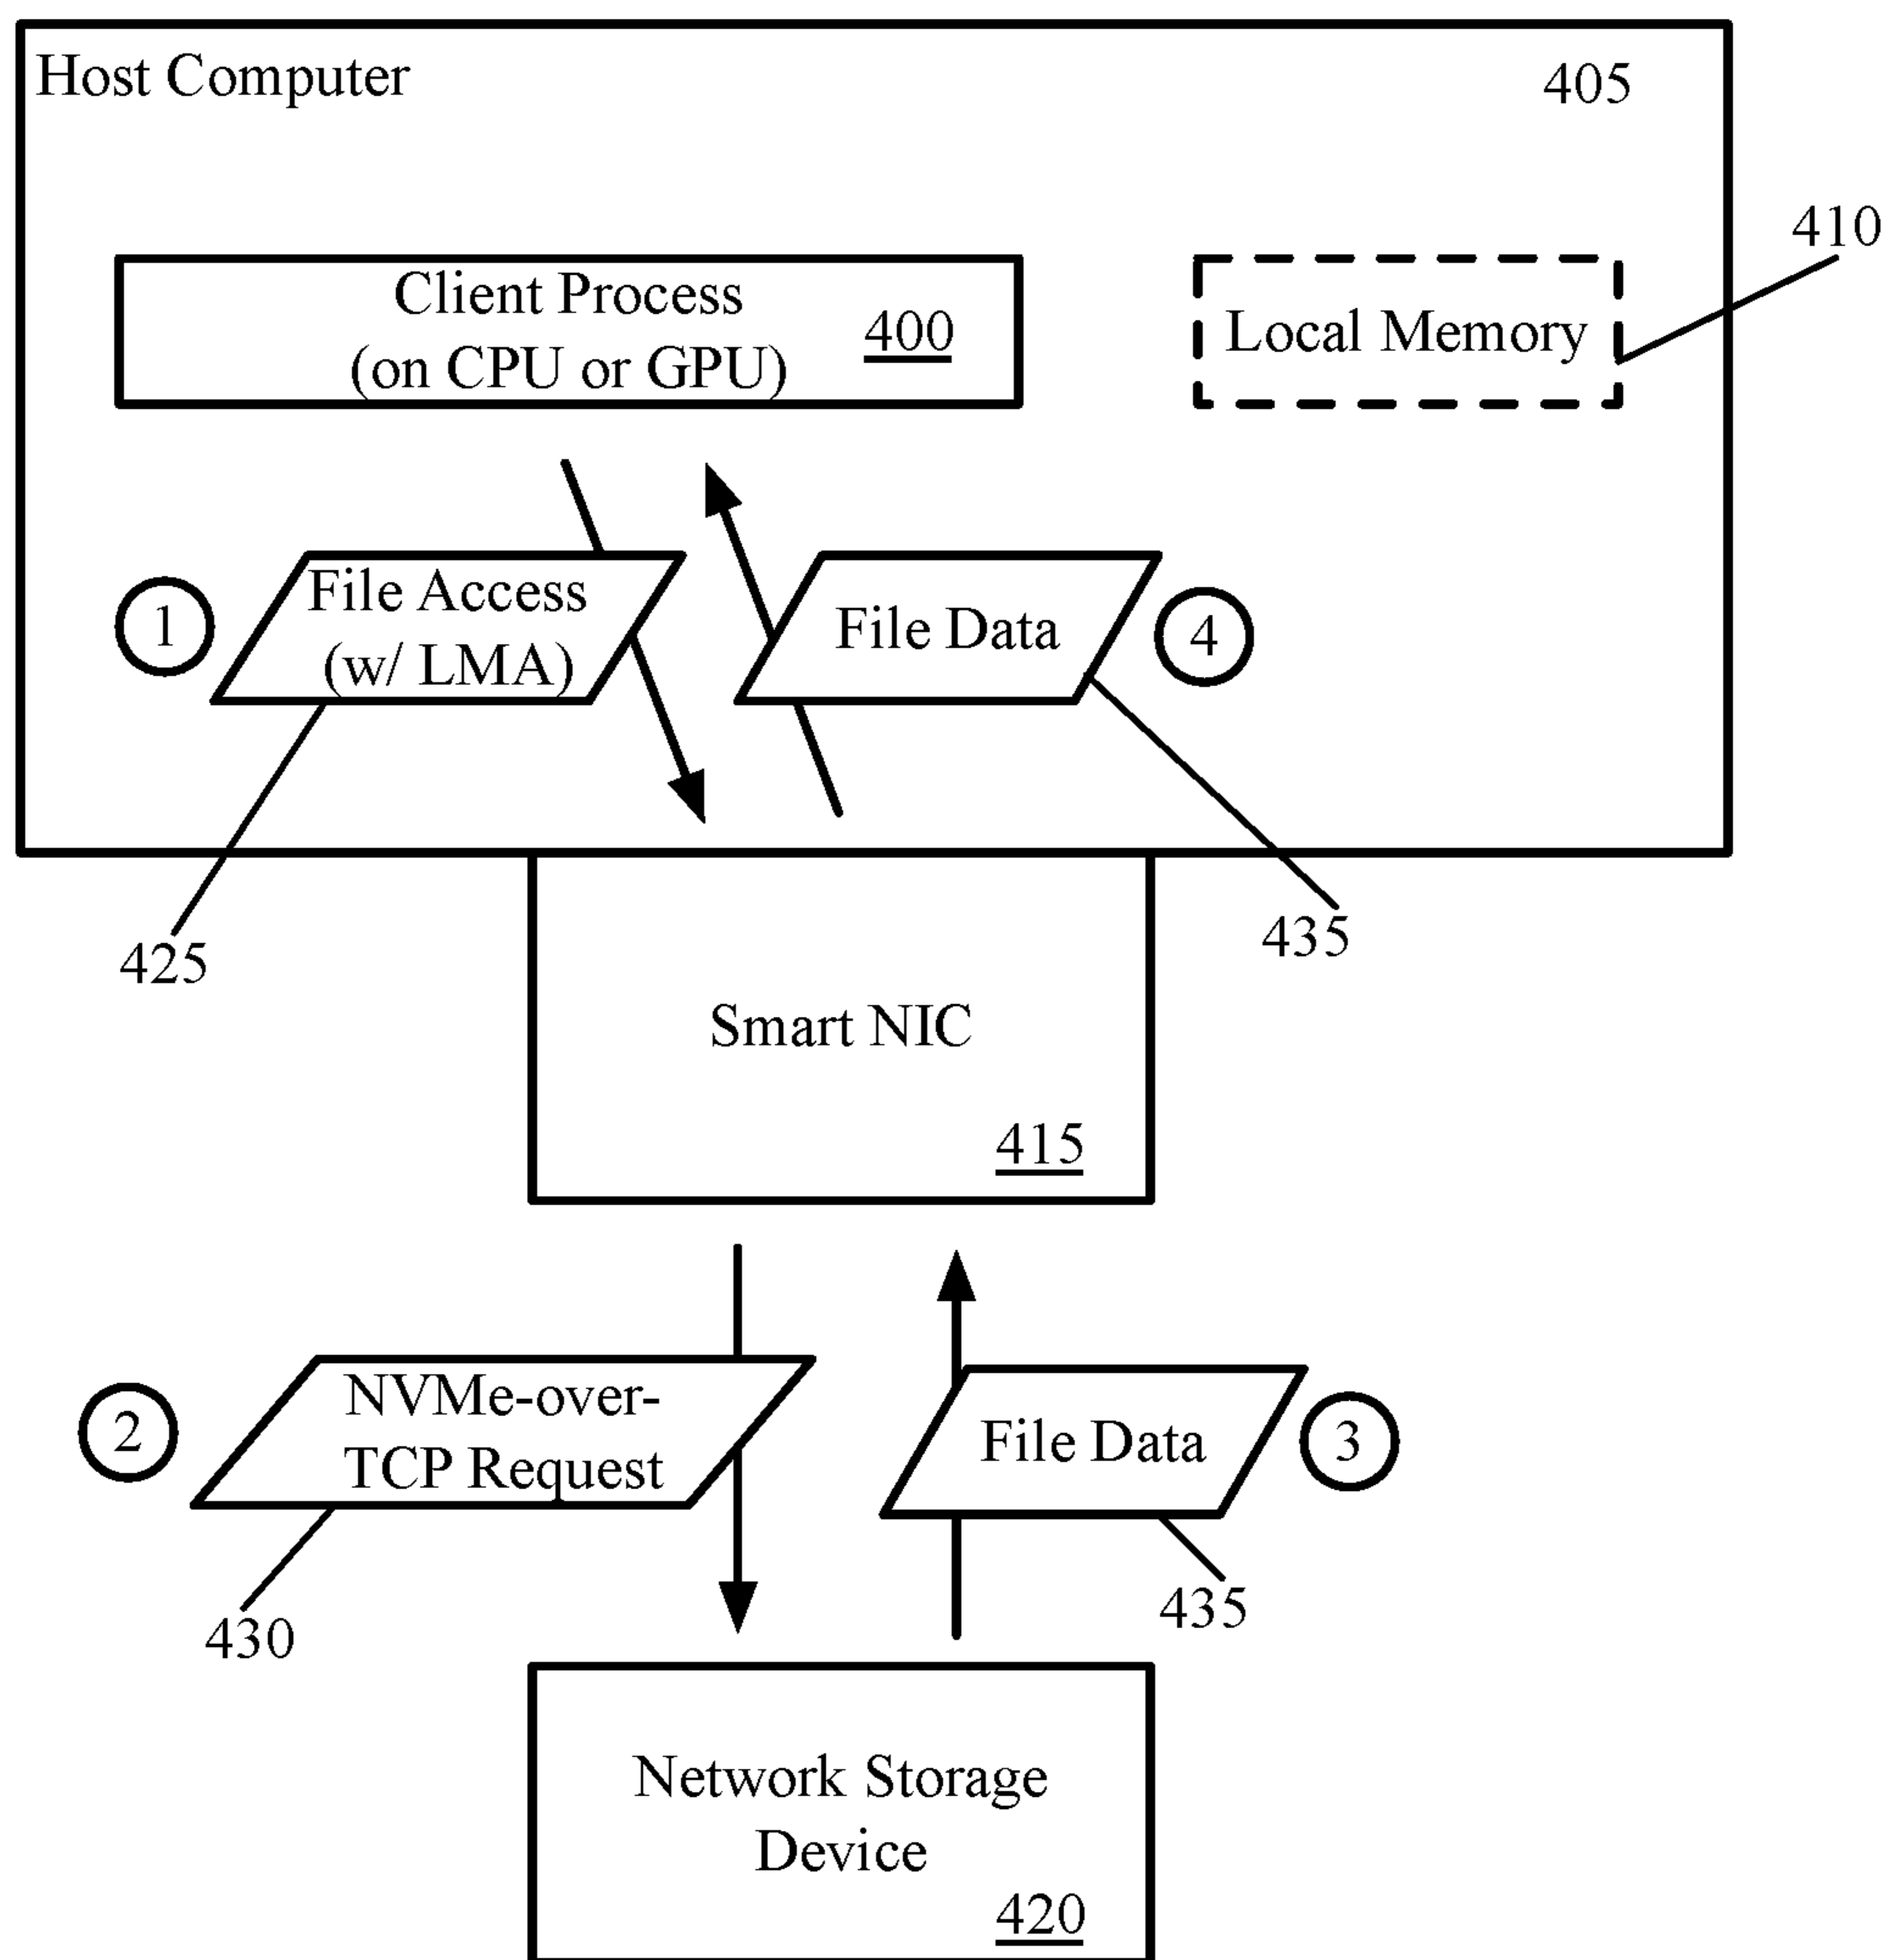 Host Computer
405
410
Client Process
(on CPU or GPU)
400
Local Memory
1
File Access
(w/ LMA)
File Data
4
425
435
Smart NIC
415
2
NVMe-over-
TCP Request
File Data
3
430
435
Network Storage
Device
420